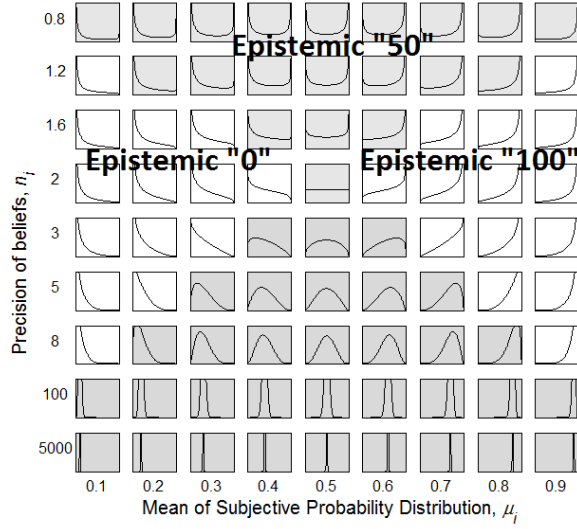 0.8
Epistemic "50"
1.2
1.6
Epistemic "0" Epistemic "100"
2
3
5
8
100
5000
0.1 0.2 0.3 0.4 0.5 0.6 0.7 0.8 0.9
Mean of Subjective Probability Distribution, μi
Precision of beliefs, ni